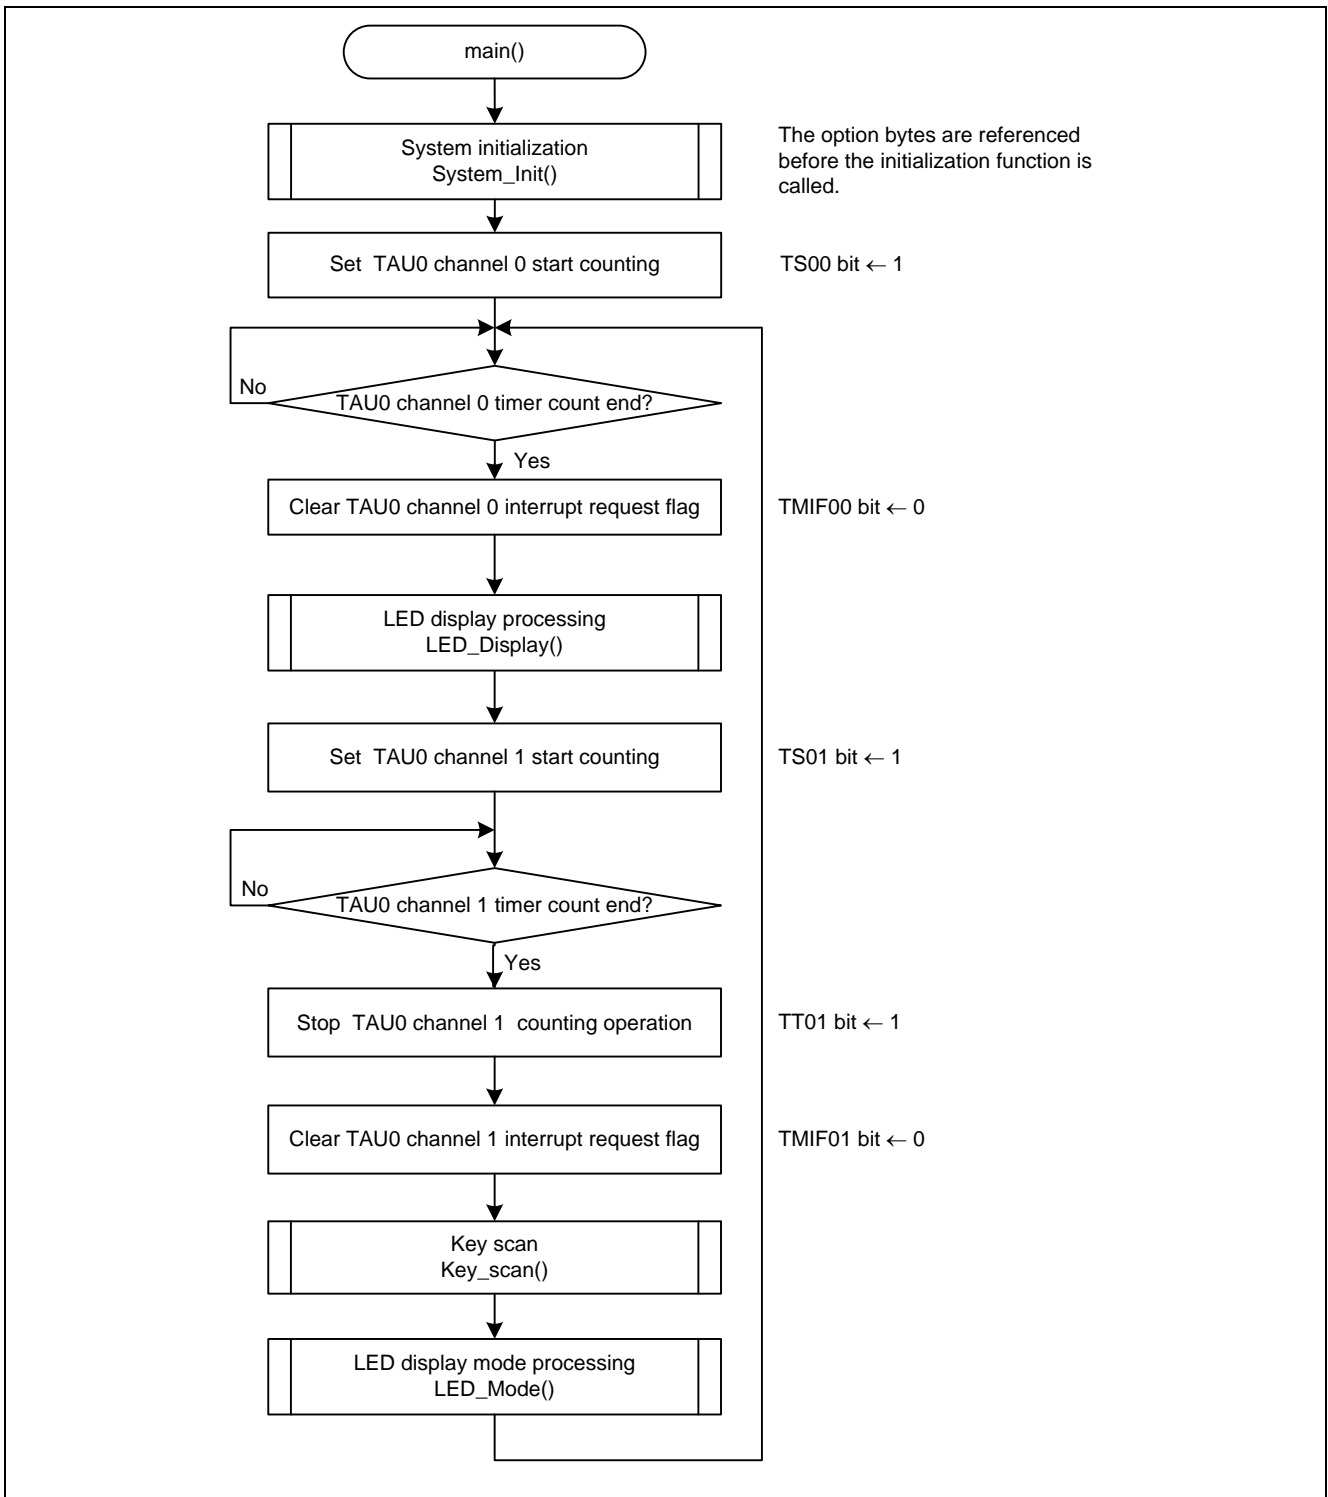 main()
System initialization
System_Init()
The option bytes are referenced
before the initialization function is
called.
Set  TAU0 channel 0 start counting
TS00 bit ← 1
No
TAU0 channel 0 timer count end?
Yes
Clear TAU0 channel 0 interrupt request flag
TMIF00 bit ← 0
LED display processing
LED_Display()
Set  TAU0 channel 1 start counting
TS01 bit ← 1
No
TAU0 channel 1 timer count end?
Yes
Stop  TAU0 channel 1  counting operation
TT01 bit ← 1
Clear TAU0 channel 1 interrupt request flag
TMIF01 bit ← 0
Key scan
Key_scan()
LED display mode processing
LED_Mode()